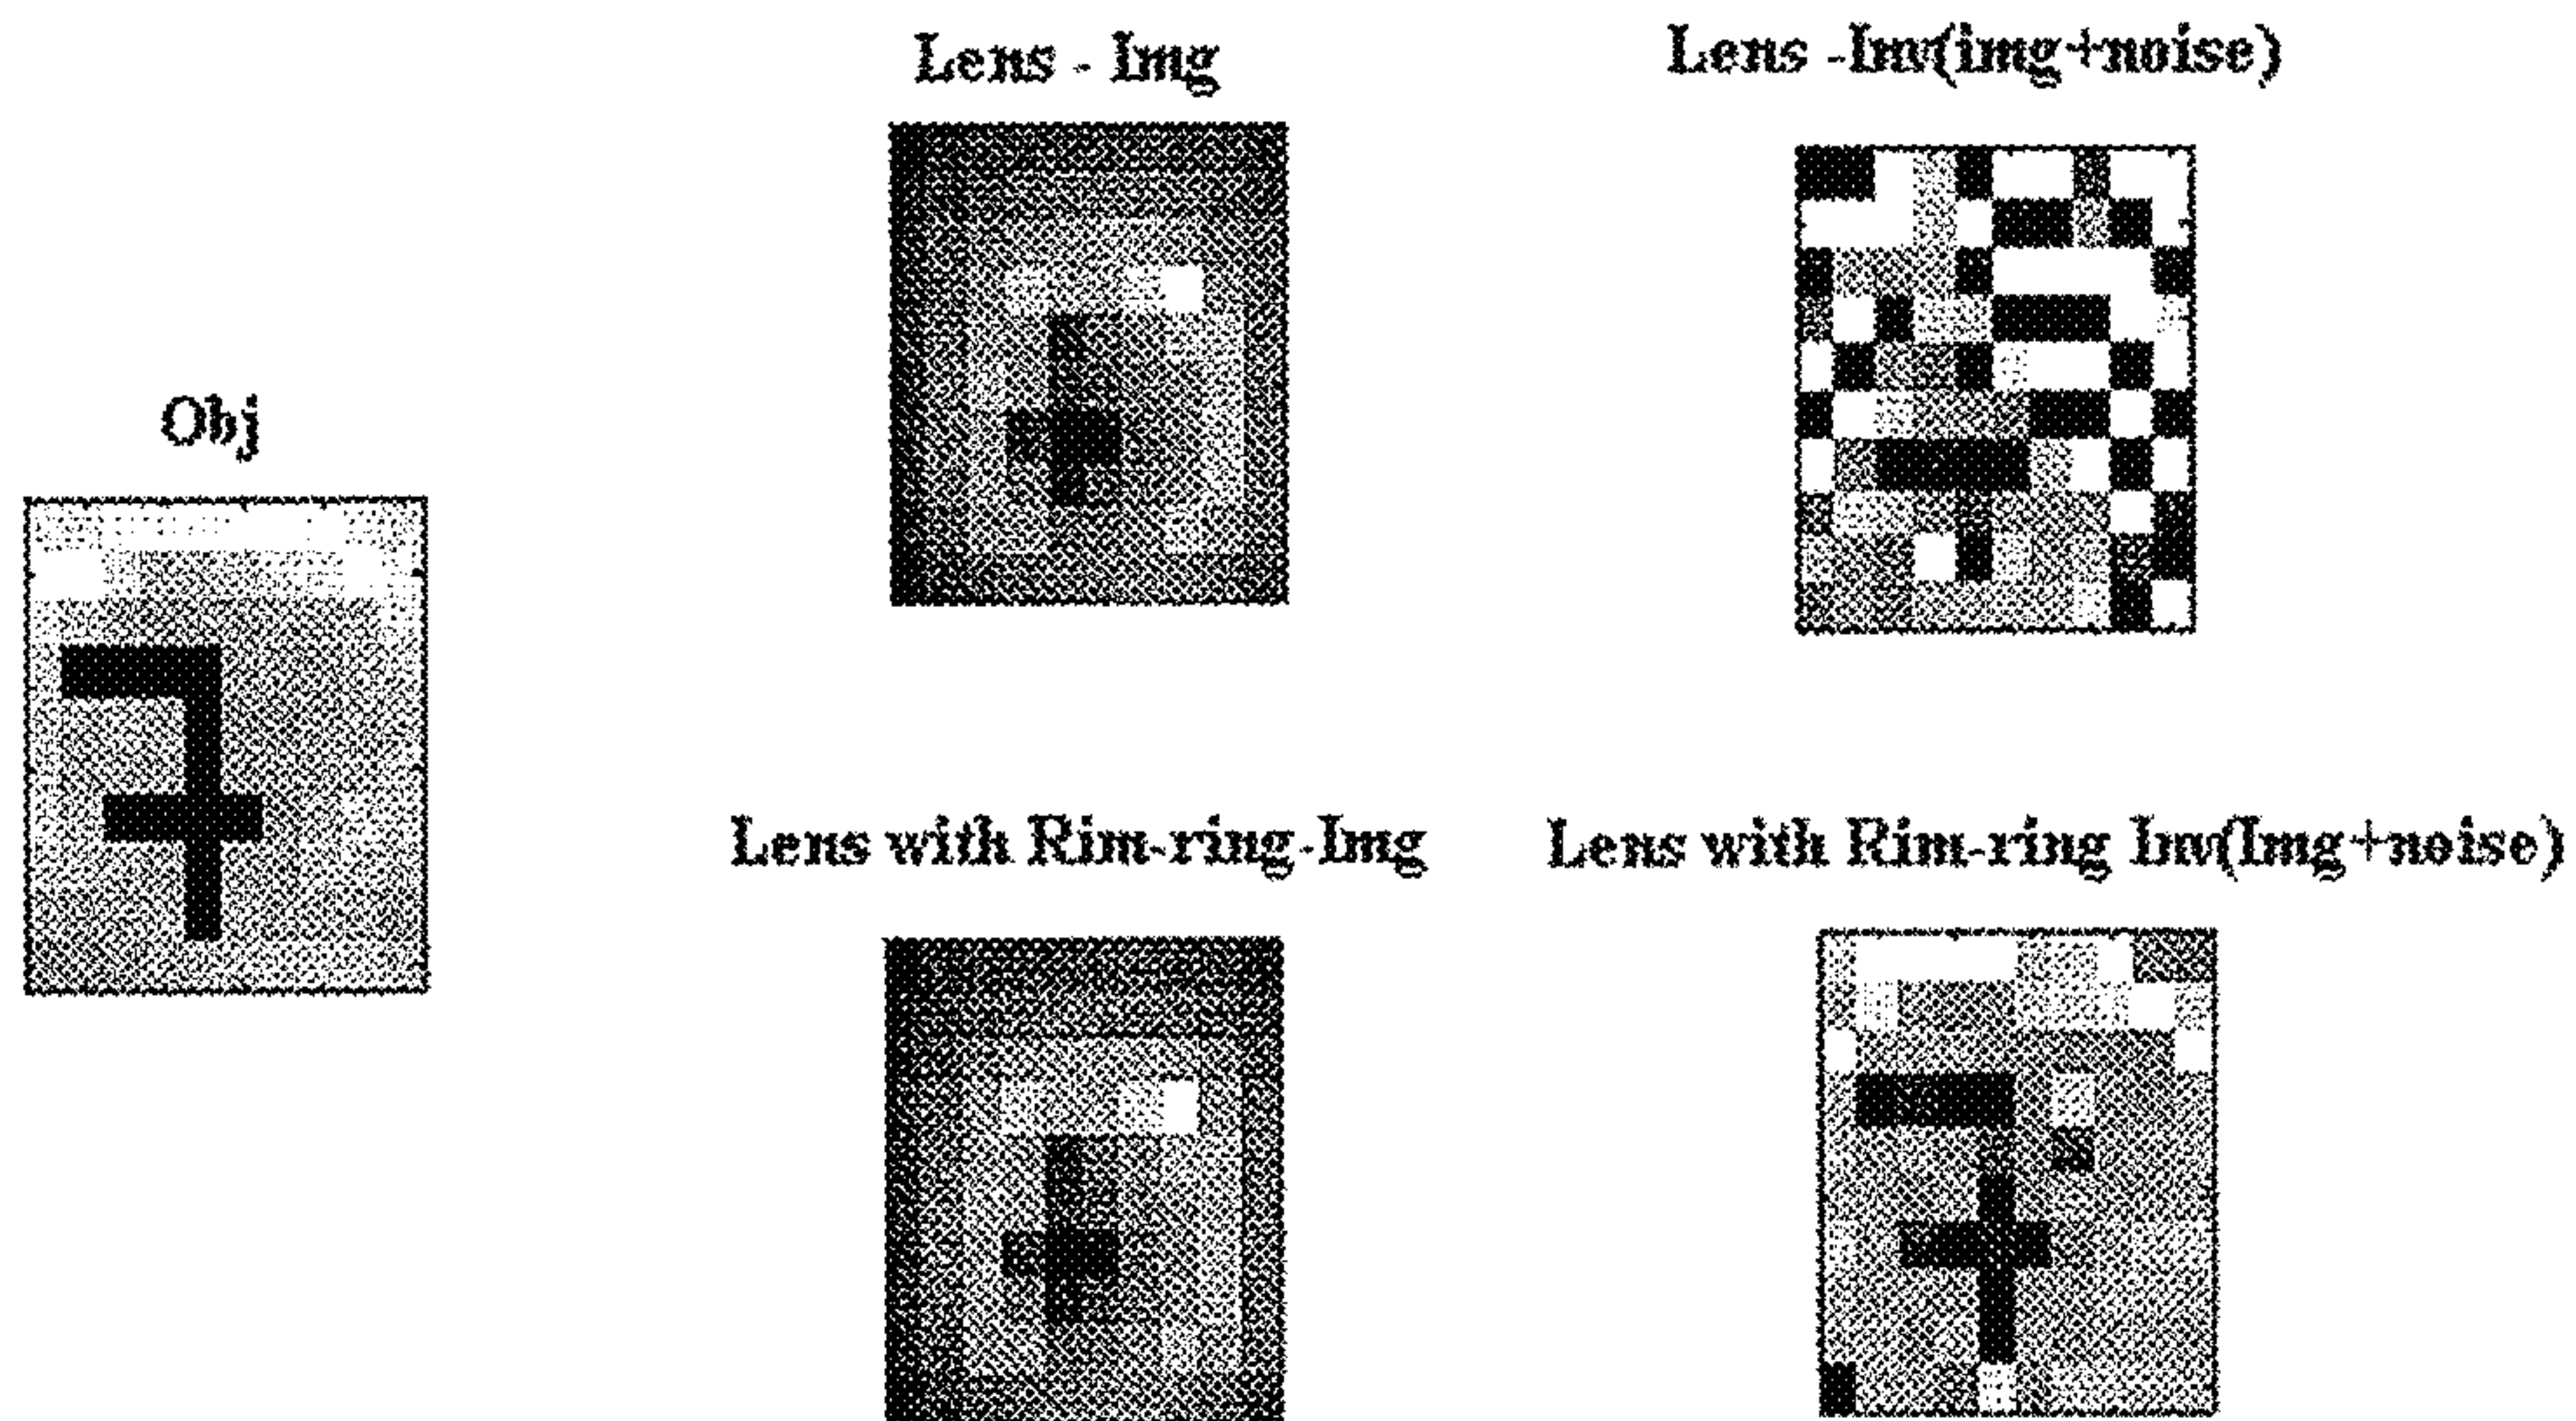 Lens - Img
Lens -Inv(img+noise)
Obj
Lens with Rim-ring-Img
Lens with Rim-ring Inv(Img+noise)